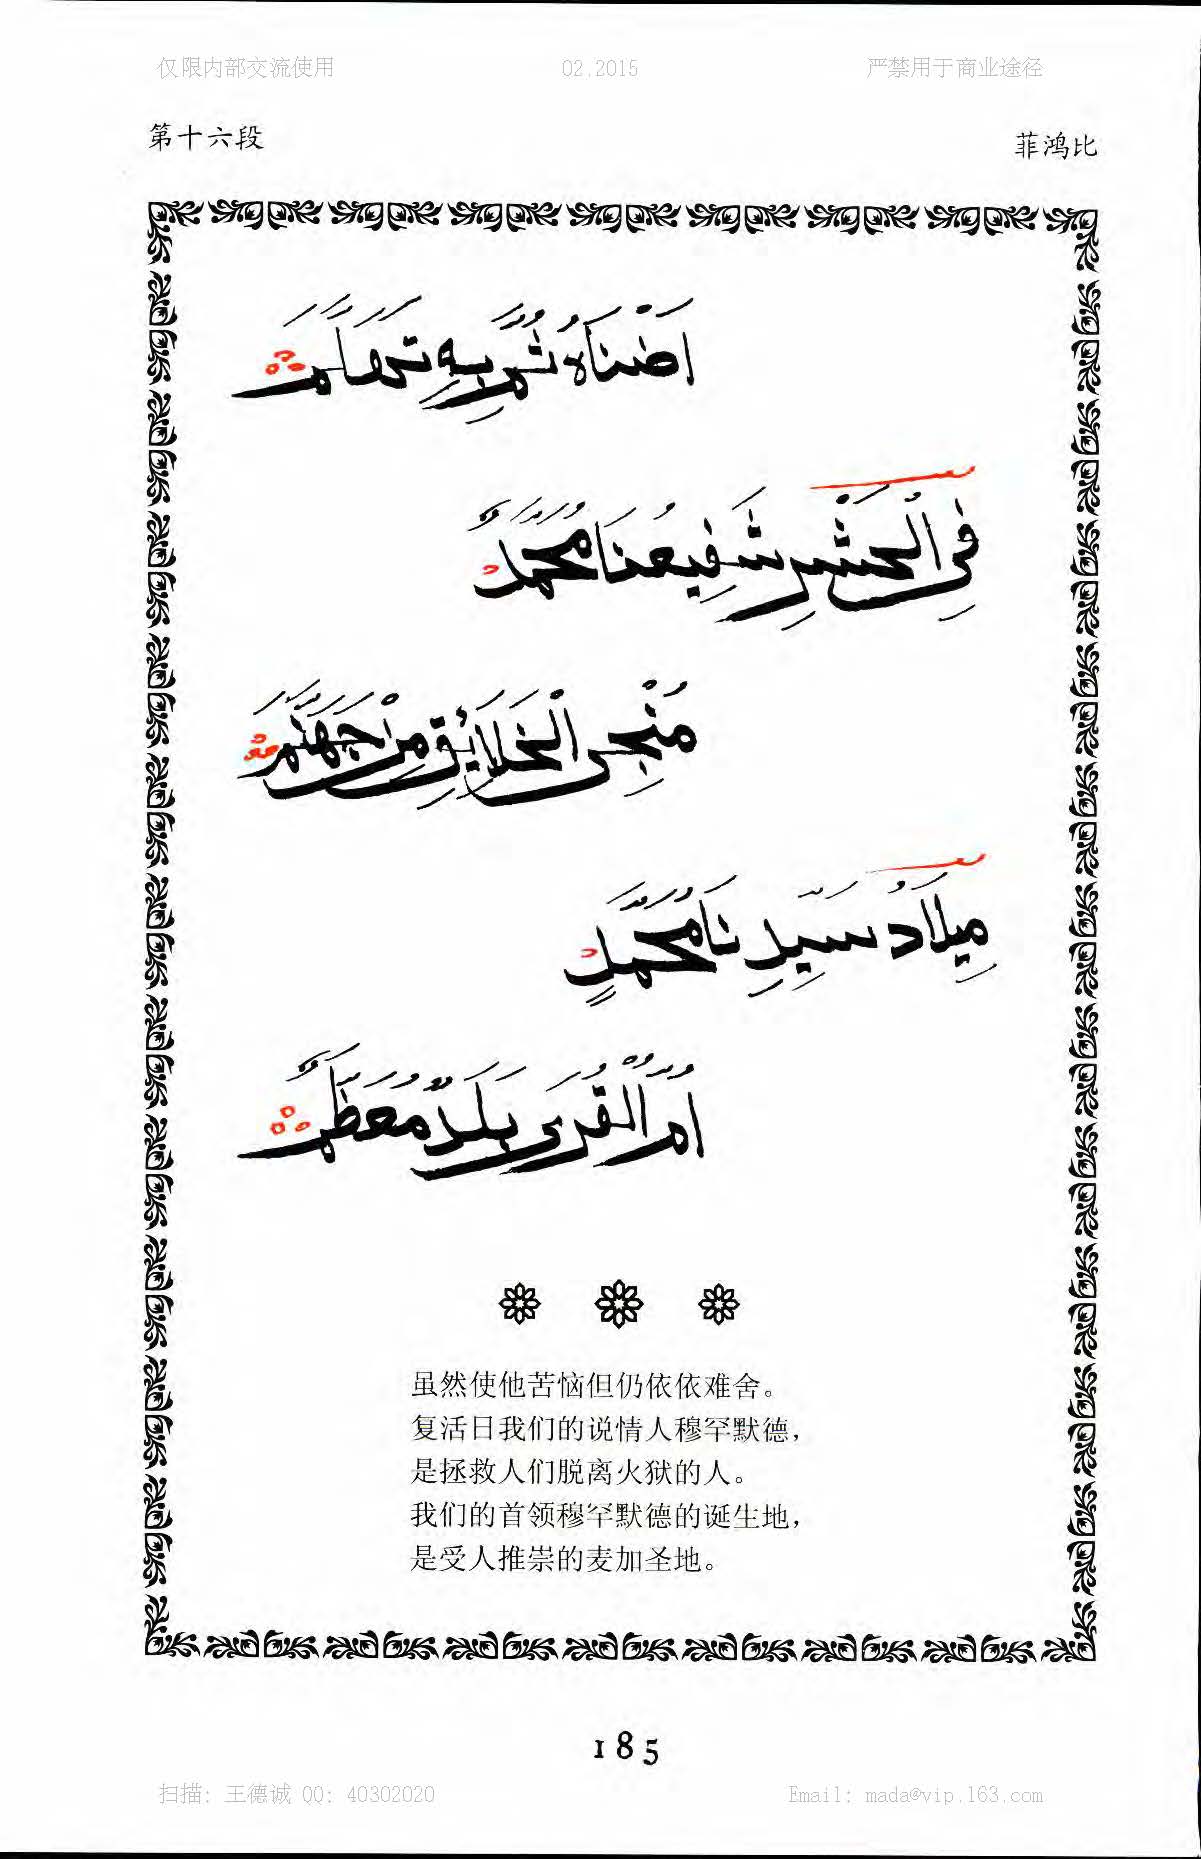 仅限内部交流使用 02.2015 严禁用于商业途径
第十六段 菲鸿比
اَضْنَاهُ ثُمَّ بِهِ تَرَهَامَ
فِي الْحَشْرِ شَفِيعُنَا مُحَمَّدٌ
مُنْجِي الْخَلَايِقِ مِنْ جَهَنَّمَ
مِيلَادُ سَيِّدِنَا مُحَمَّدٍ
اُمُّ الْقُرَى بَلَدٌ مُعَظَّمٌ
虽然使他苦恼但仍依依难舍。
复活日我们的说情人穆罕默德，
是拯救人们脱离火狱的人。
我们的首领穆罕默德的诞生地，
是受人推崇的麦加圣地。
185
扫描: 王德诚 QQ: 40302020 Email: mada@vip.163.com